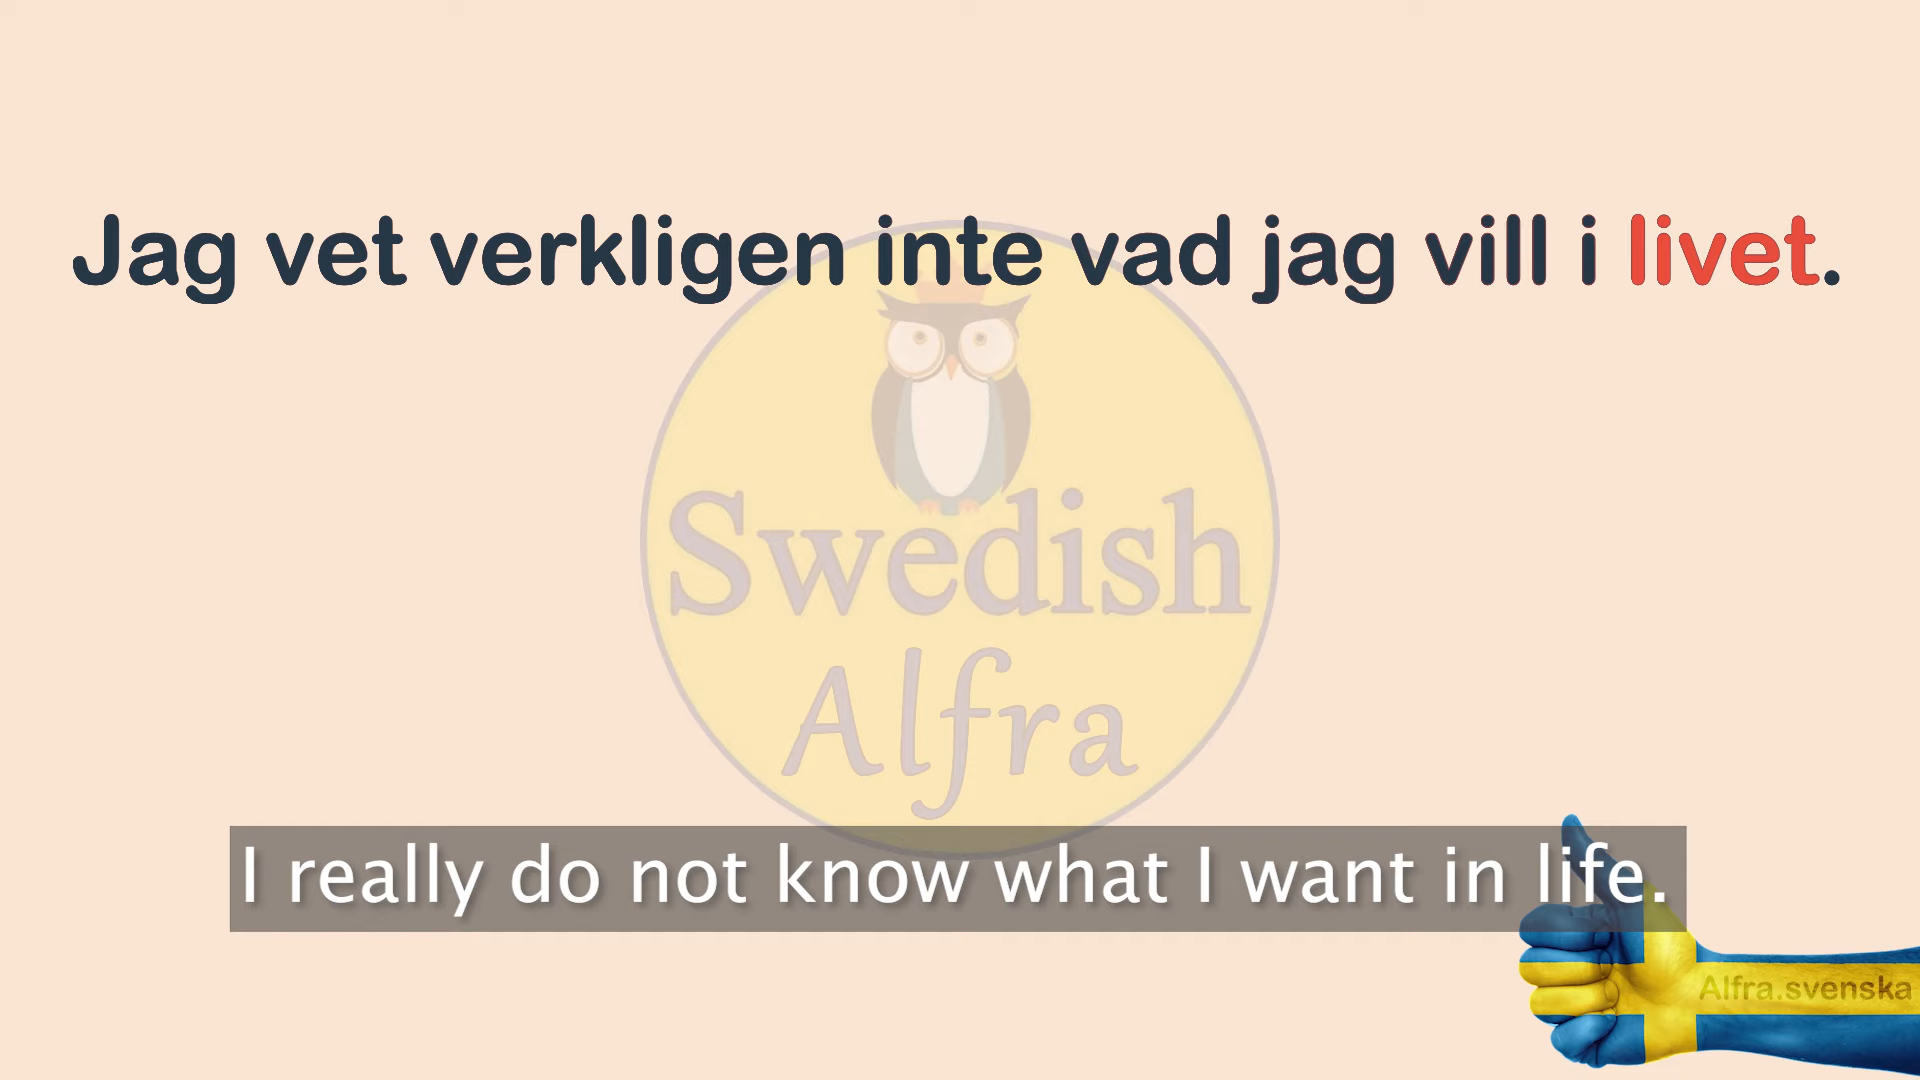 Jag vet verkligen inte vad jag vill i livet.
Swedish
Alfra
I really do not know what I want in life.
Alfra.svenska